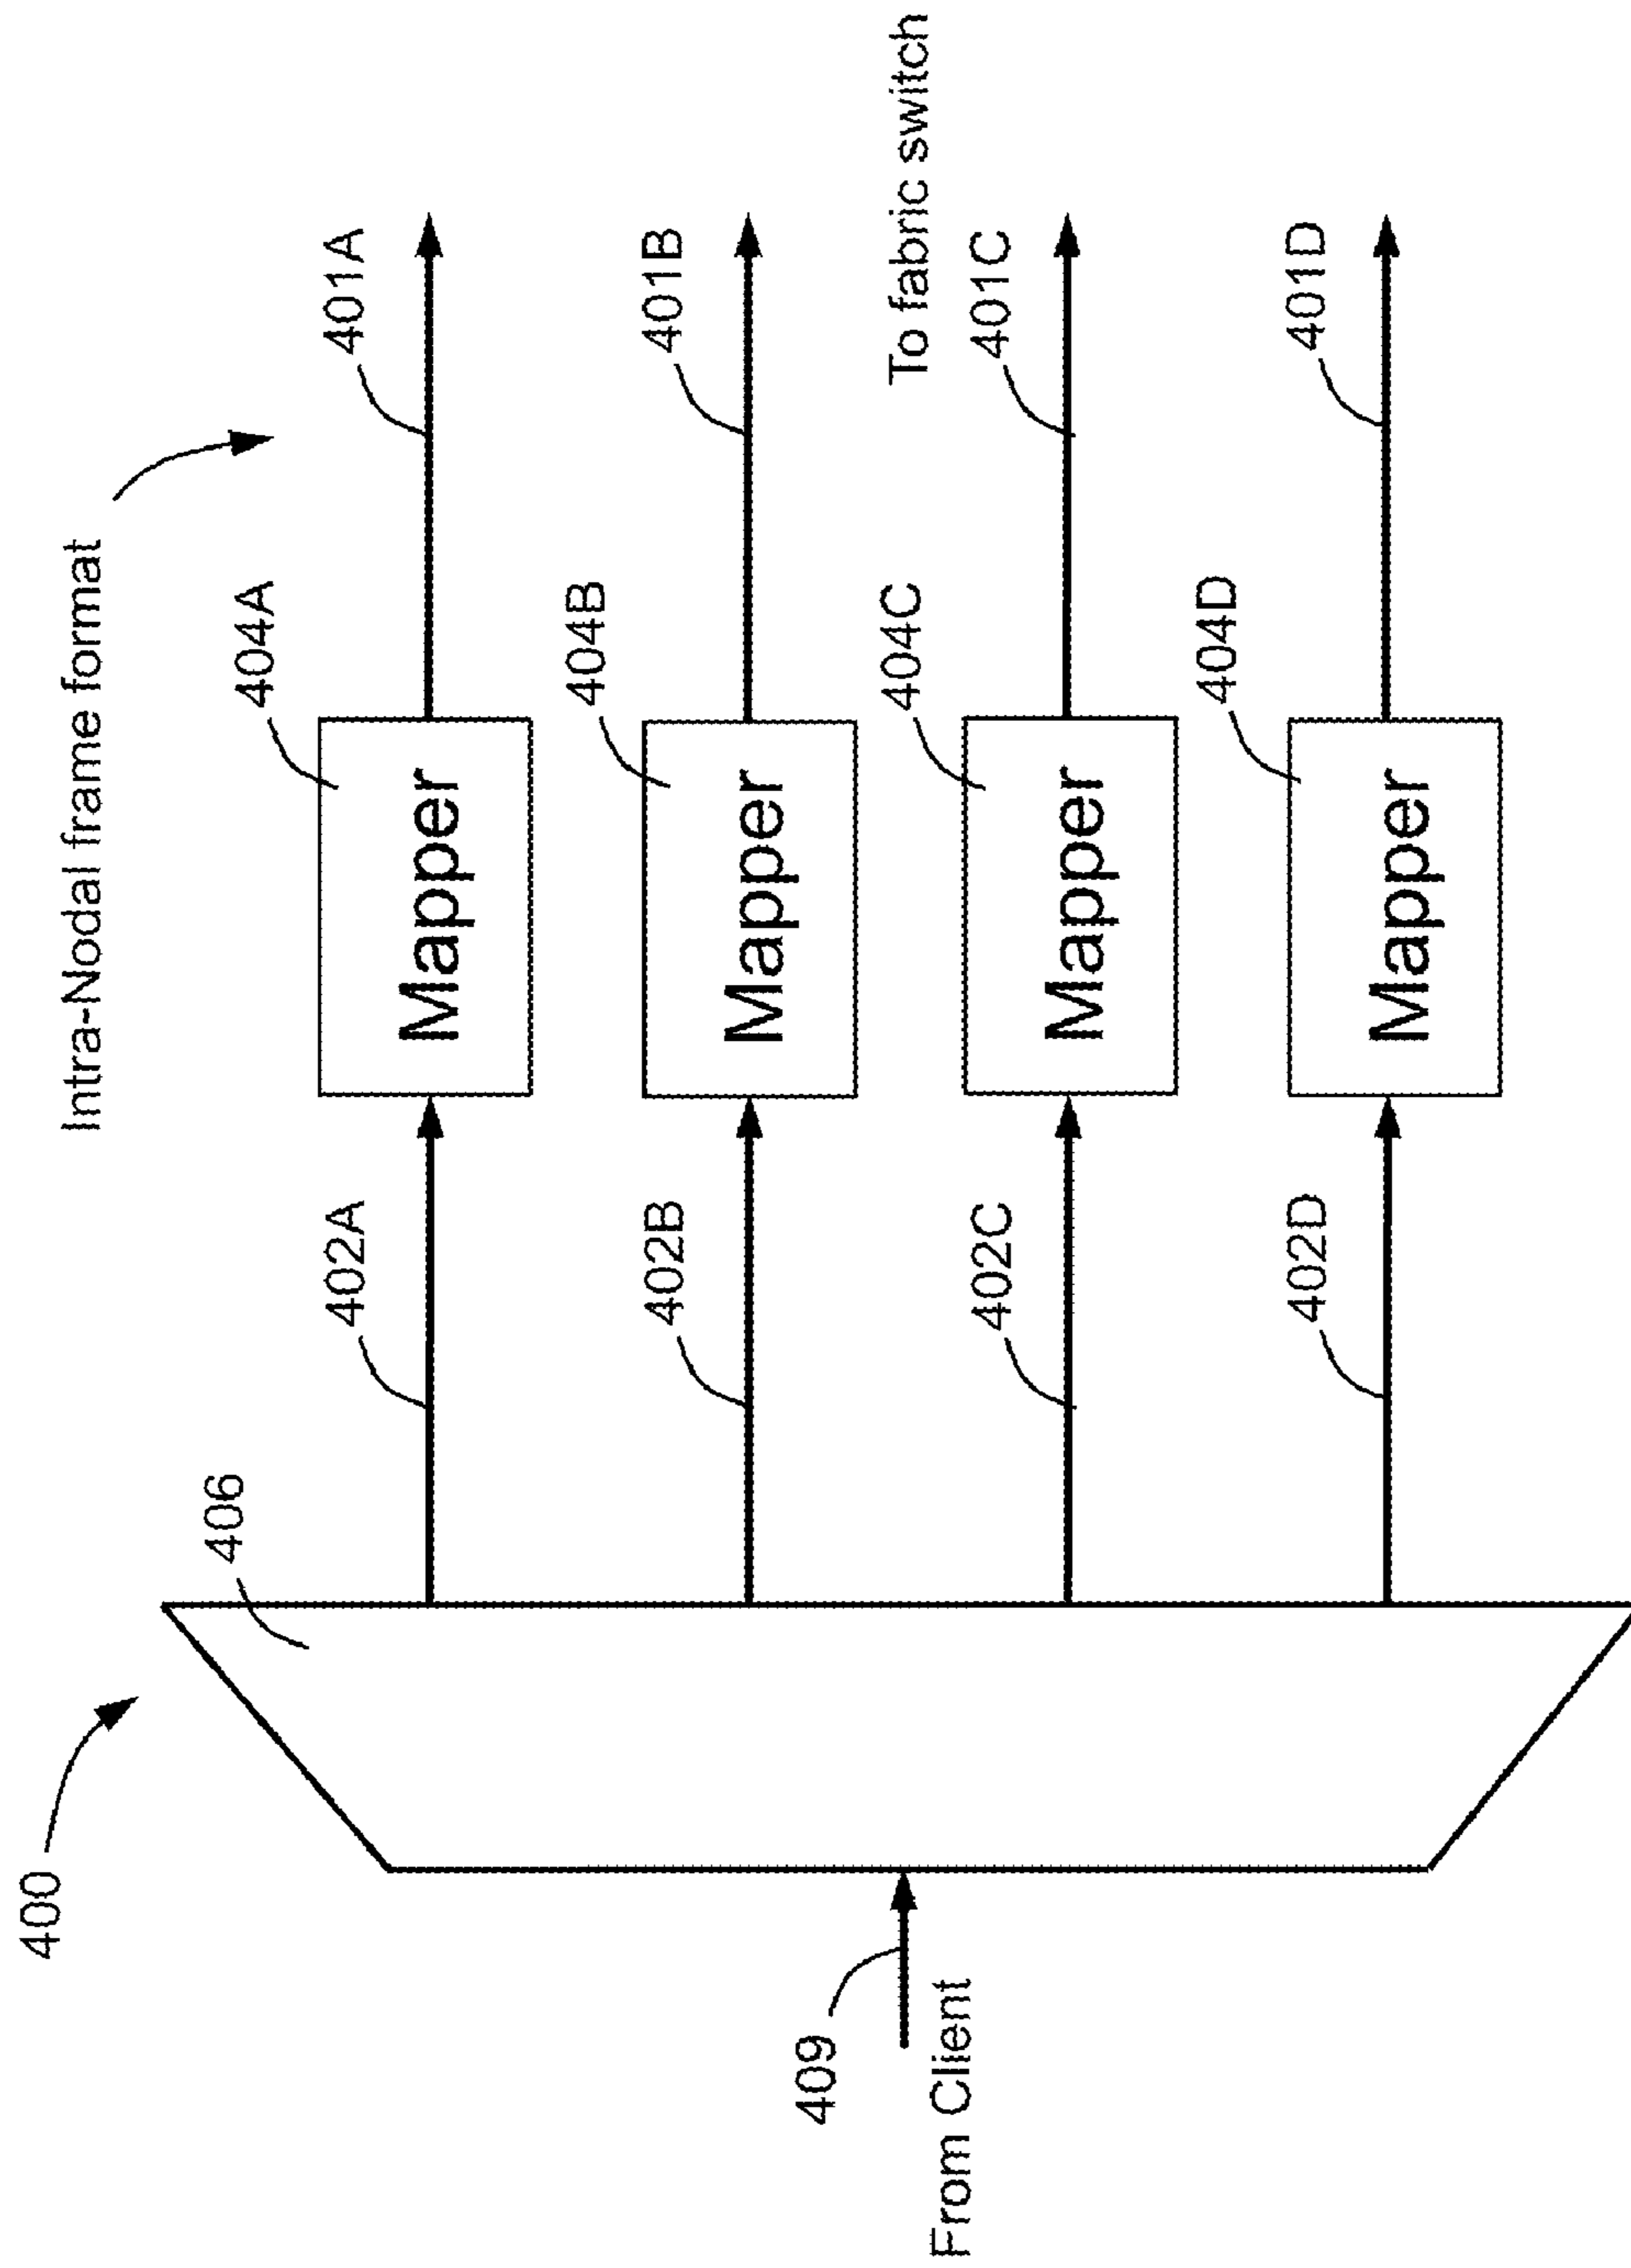 400
406
Intra-Nodal frame format
402A
404A
401A
Mapper
402B
404B
401B
Mapper
To fabric switch
409
From Client
402C
404C
401C
Mapper
402D
404D
401D
Mapper